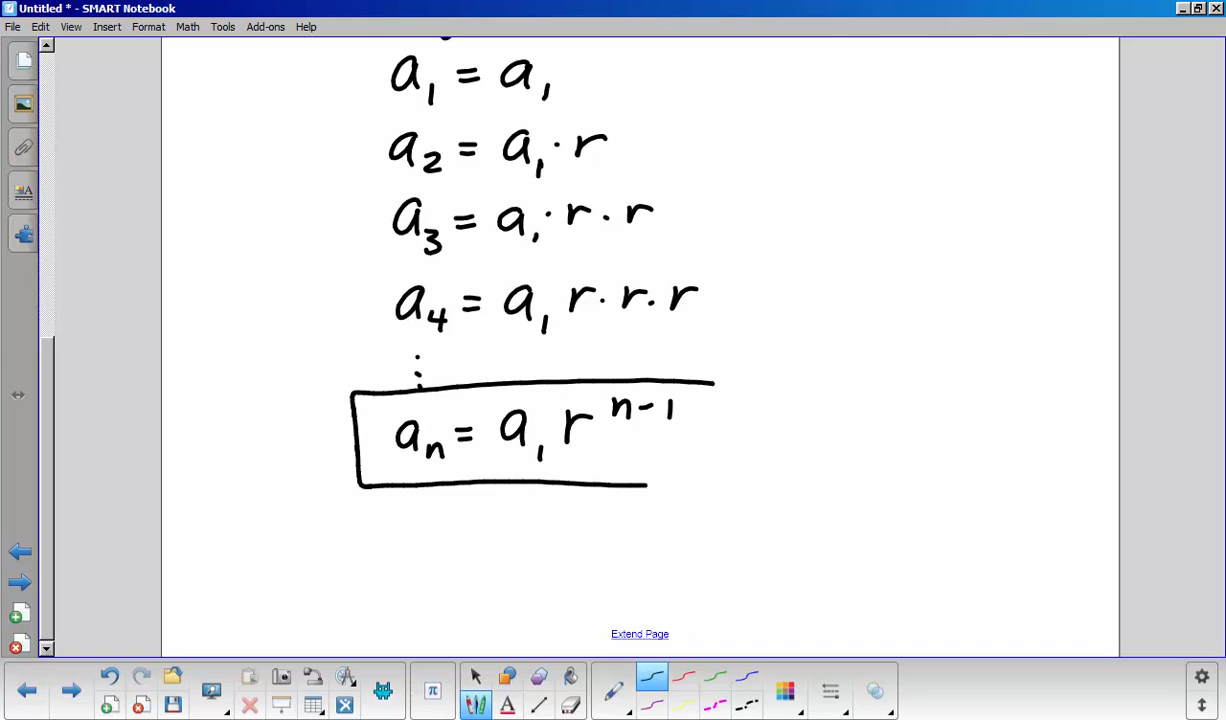 Untitled * - SMART Notebook
File Edit View Insert Format Math Tools Add-ons Help
a₁ = a₁
a₂ = a₁ · r
a₃ = a₁ · r · r
a₄ = a₁ r · r · r
⋮
aₙ = a₁ r^(n-1)
Extend Page
π
A